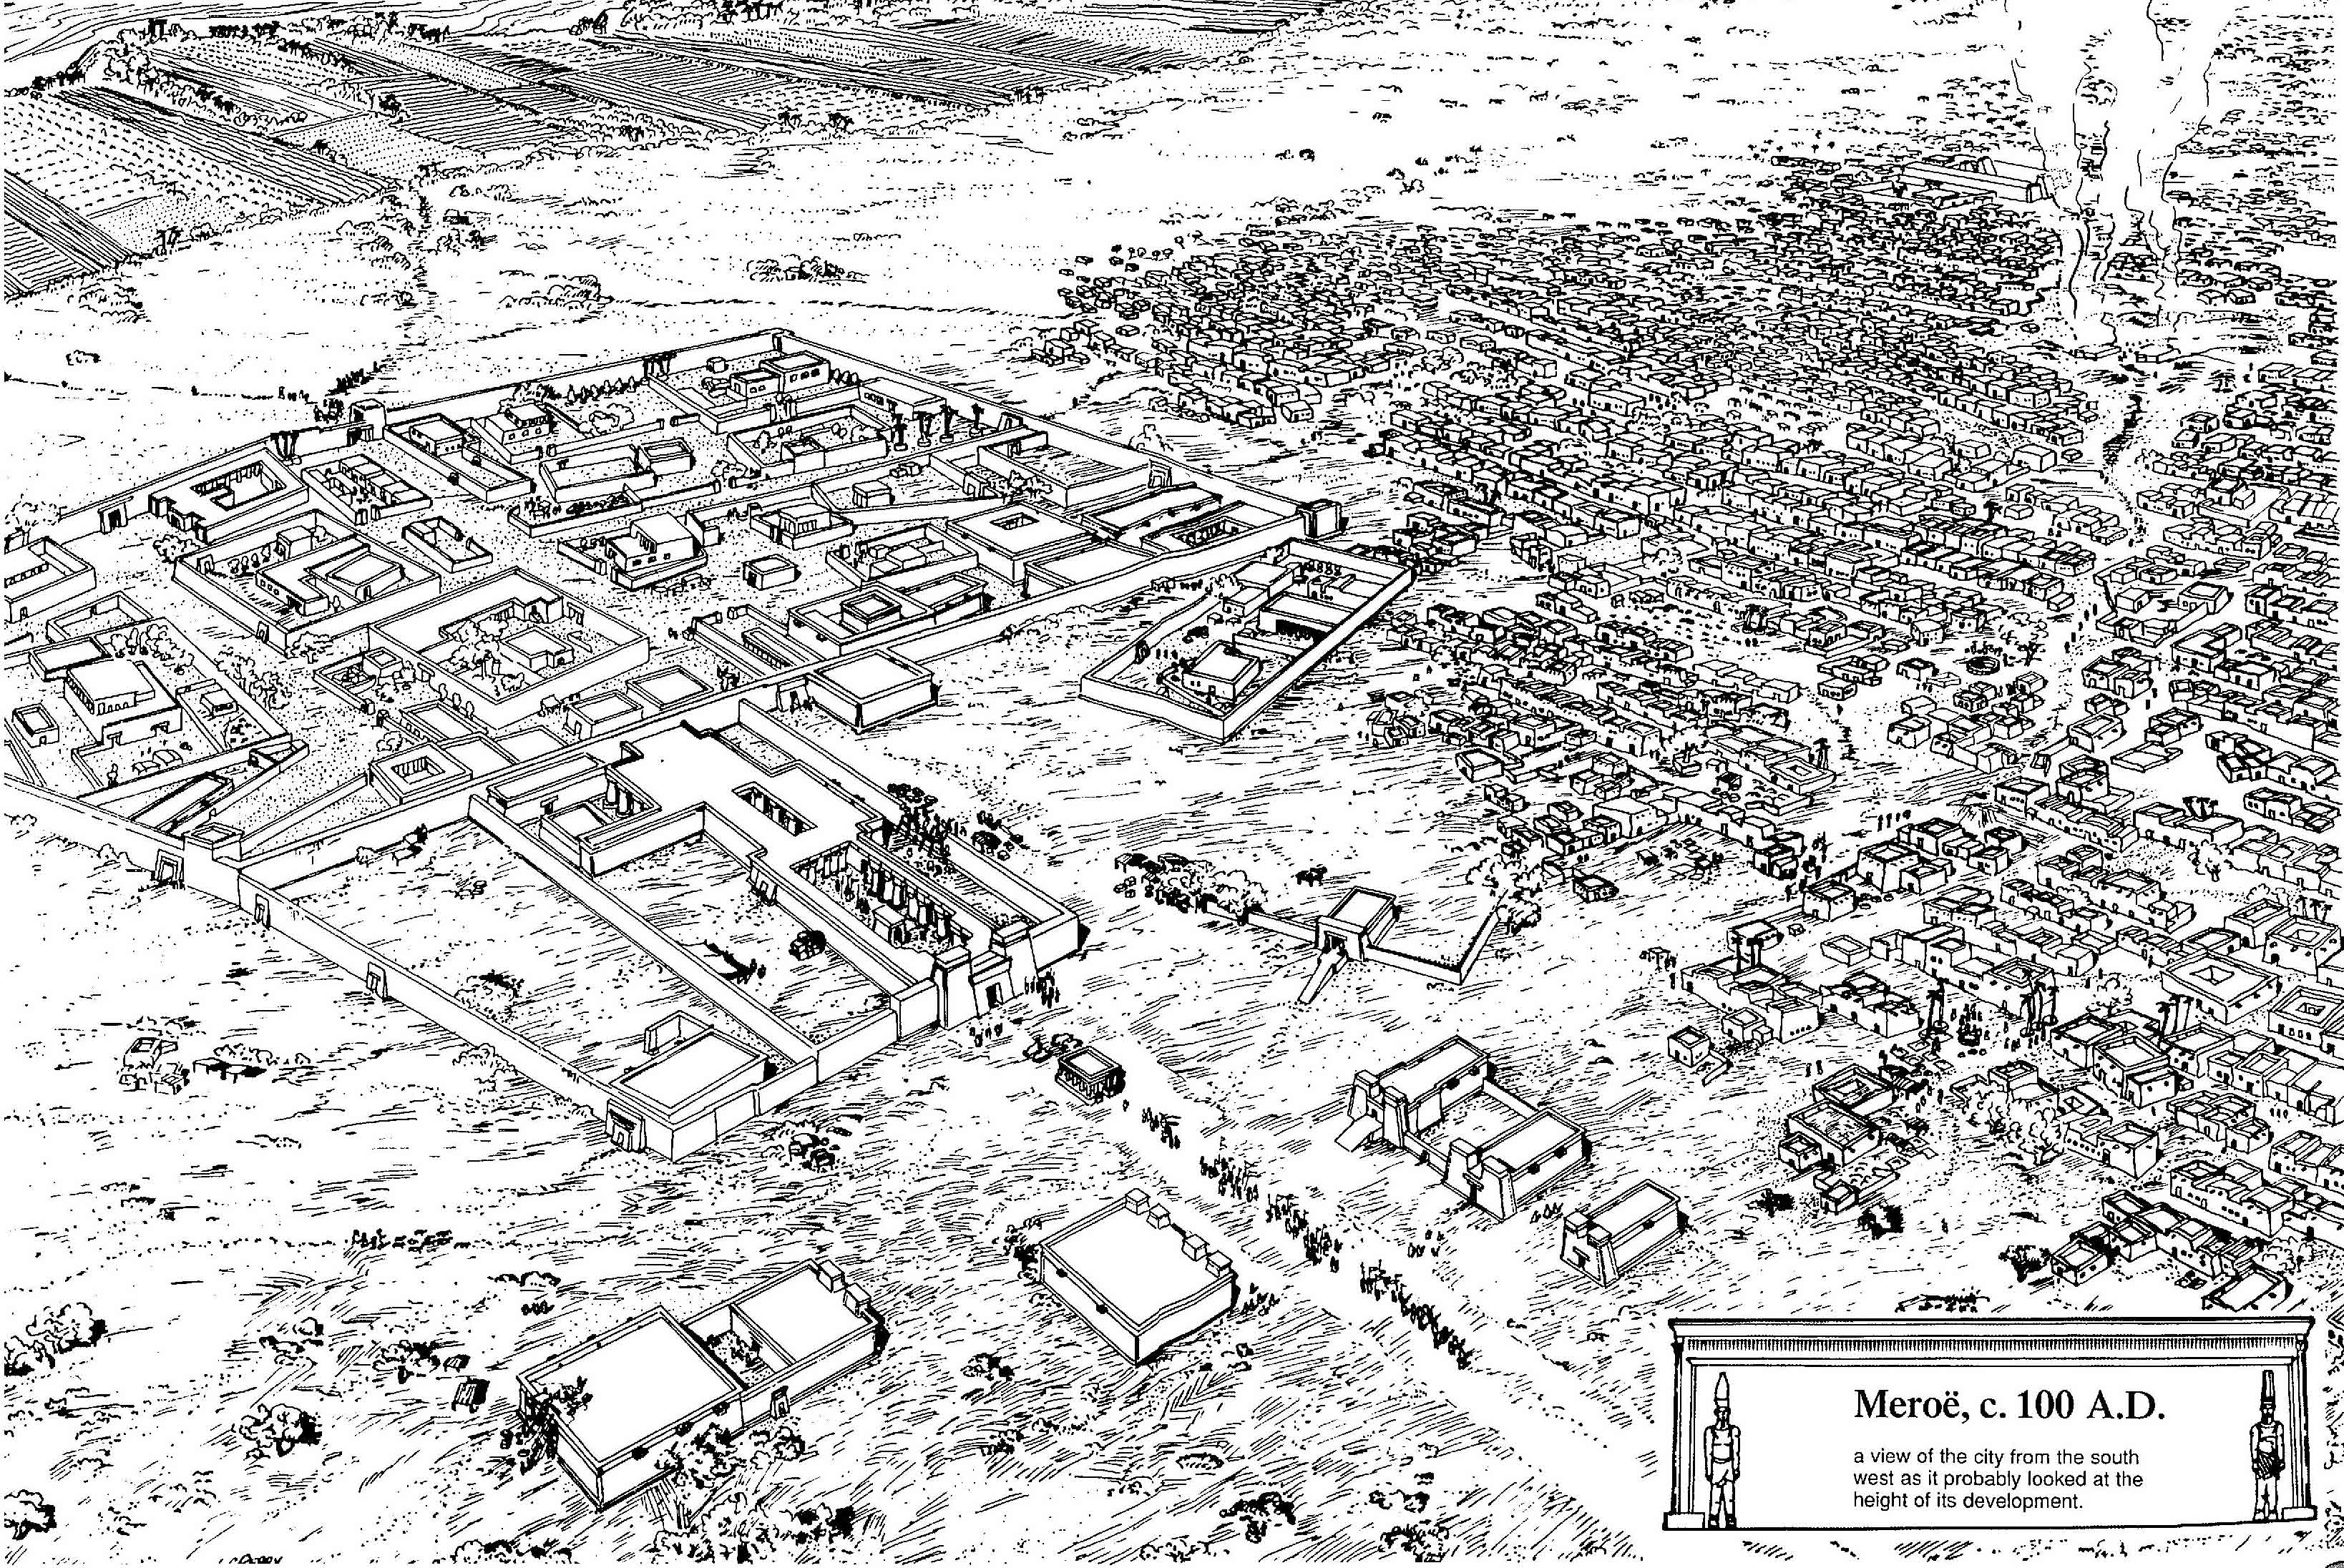 Meroë, c. 100 A.D.
a view of the city from the south
west as it probably looked at the
height of its development.